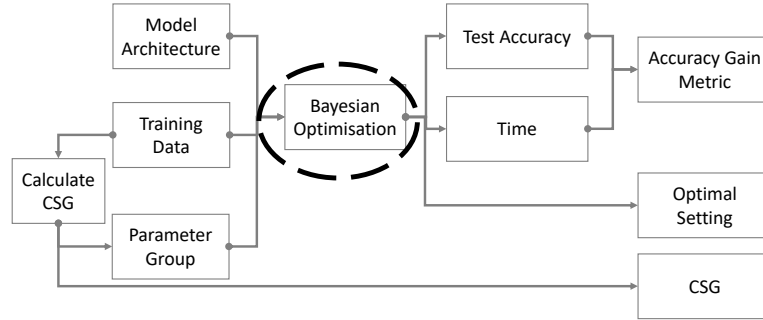 Model
Architecture
Training
Data
Calculate
CSG
Parameter
Group
Bayesian
Optimisation
Test Accuracy
Time
Accuracy Gain
Metric
Optimal
Setting
CSG